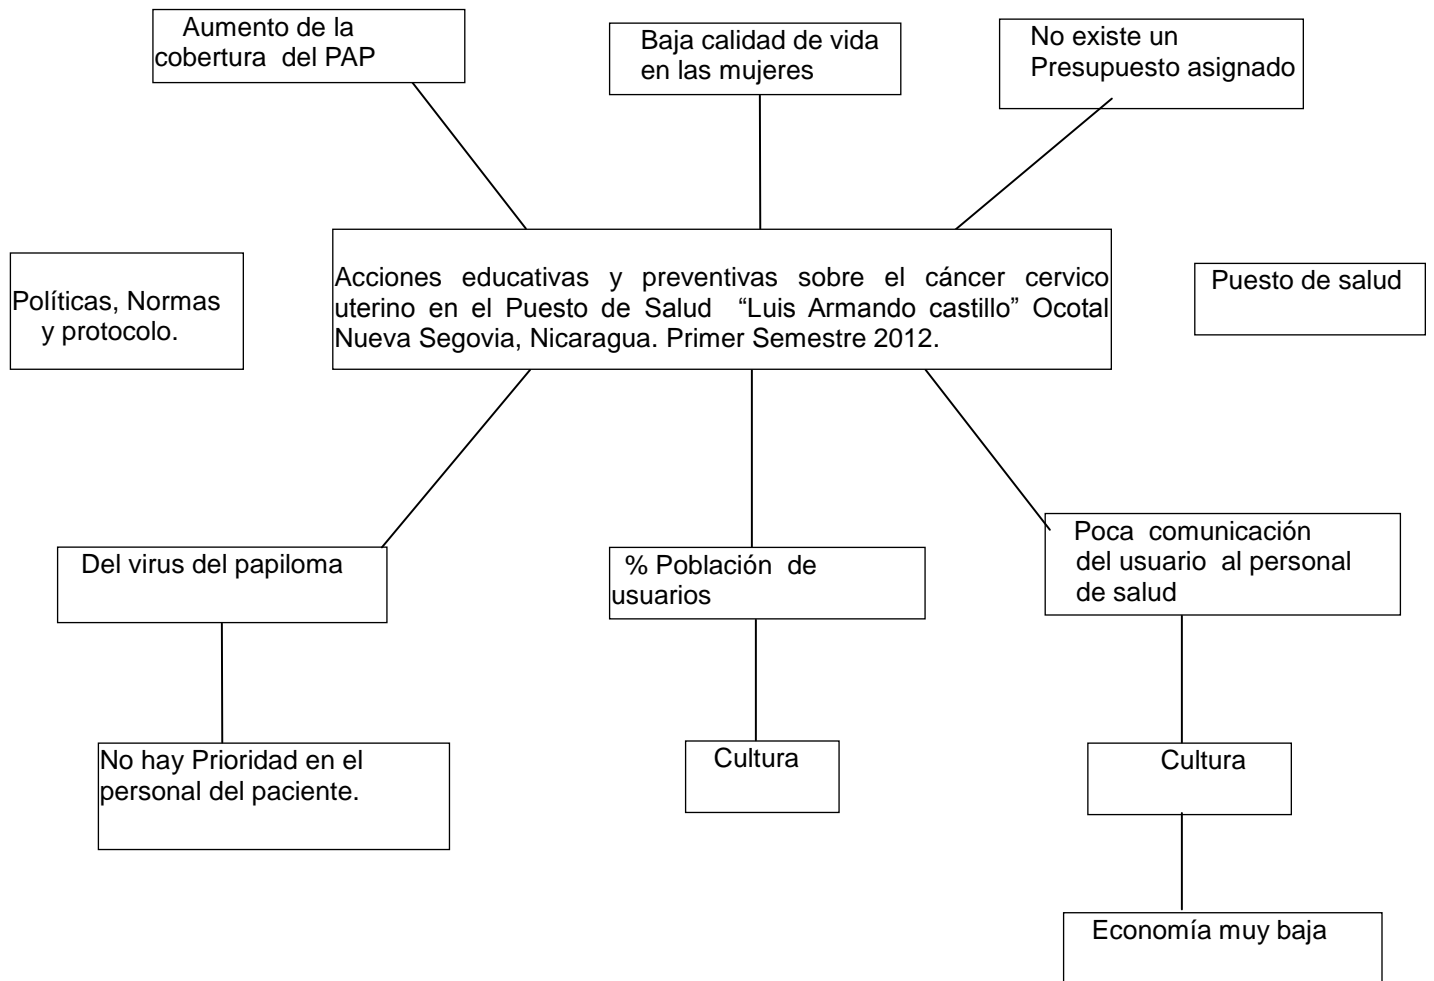 Aumento de la
cobertura del PAP
Baja calidad de vida
en las mujeres
No existe un
Presupuesto asignado
Políticas, Normas
y protocolo.
Acciones educativas y preventivas sobre el cáncer cervico
uterino en el Puesto de Salud “Luis Armando castillo” Ocotal
Nueva Segovia, Nicaragua. Primer Semestre 2012.
Puesto de salud
Del virus del papiloma
% Población de
usuarios
Poca comunicación
del usuario al personal
de salud
No hay Prioridad en el
personal del paciente.
Cultura
Cultura
Economía muy baja